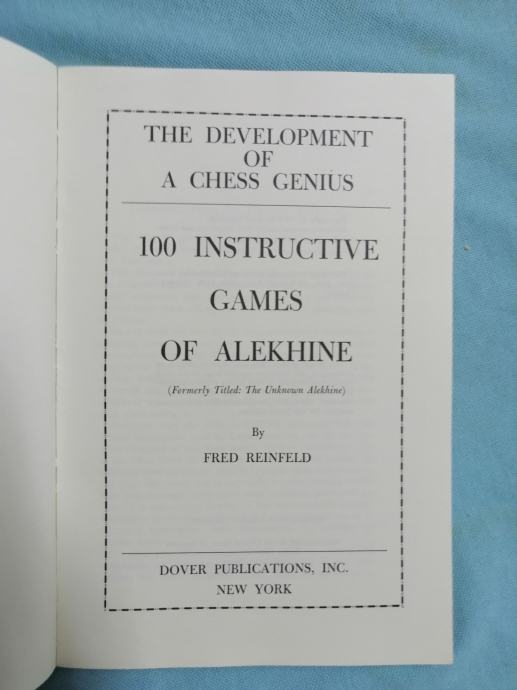 THE DEVELOPMENT
OF
A CHESS GENIUS
100 INSTRUCTIVE
GAMES
OF ALEKHINE
(Formerly Titled: The Unknown Alekhine)
By
FRED REINFELD
DOVER PUBLICATIONS, INC.
NEW YORK